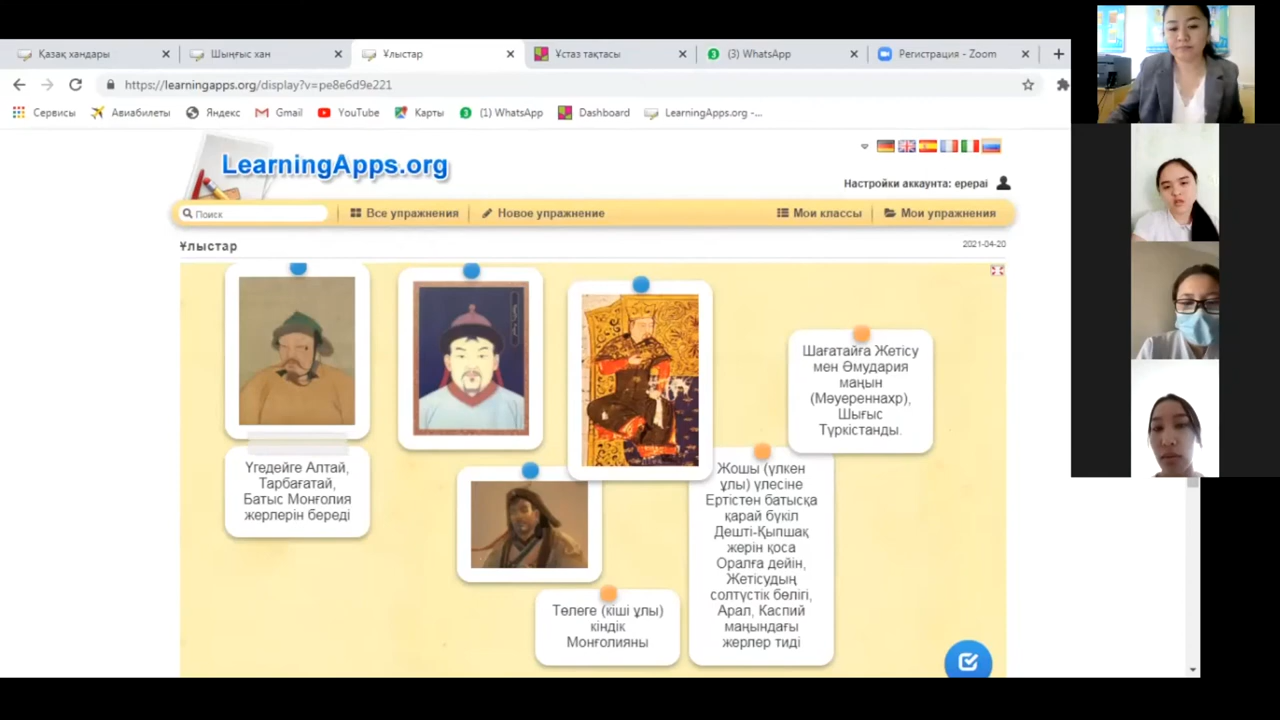 Қазақ хандары
Шыңғыс хан
Ұлыстар
Ұстаз тақтасы
(3) WhatsApp
Регистрация - Zoom
https://learningapps.org/display?v=pe8e6d9e221
Сервисы
Авиабилеты
Яндекс
Gmail
YouTube
Карты
(1) WhatsApp
Dashboard
LearningApps.org -...
LearningApps.org
Настройки аккаунта: epepai
Поиск
Все упражнения
Новое упражнение
Мои классы
Мои упражнения
Ұлыстар
2021-04-20
Шағатайға Жетісу
мен Әмудария
маңын
(Мәуереннахр),
Шығыс
Түркістанды.
Үгедейге Алтай,
Тарбағатай,
Батыс Монғолия
жерлерін береді
Жошы (үлкен
ұлы) үлесіне
Ертістен батысқа
қарай бүкіл
Дешті-Қыпшақ
жерін қоса
Оралға дейін,
Жетісудың
солтүстік бөлігі,
Арал, Каспий
маңындағы
жерлер тиді
Төлеге (кіші ұлы)
кіндік
Монғолияны